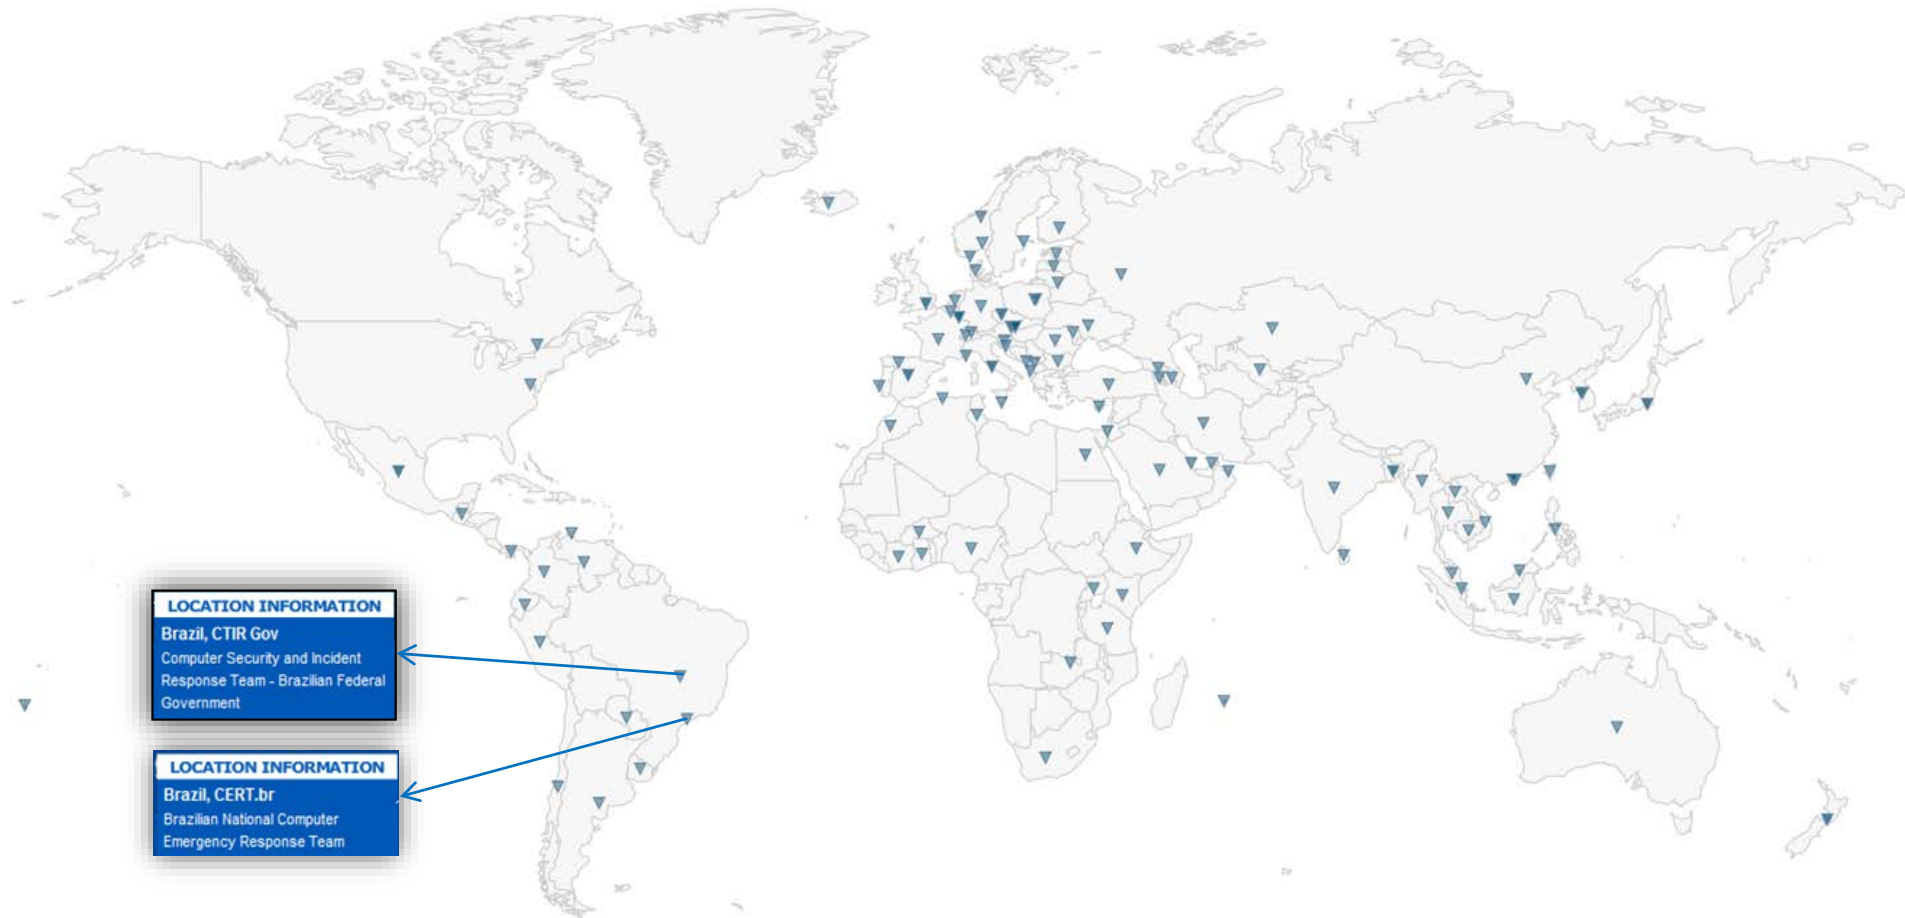 LOCATION INFORMATION
Brazil, CTIR Gov
Computer Security and Incident
Response Team - Brazilian Federal
Government
LOCATION INFORMATION
Brazil, CERT.br
Brazilian National Computer
Emergency Response Team